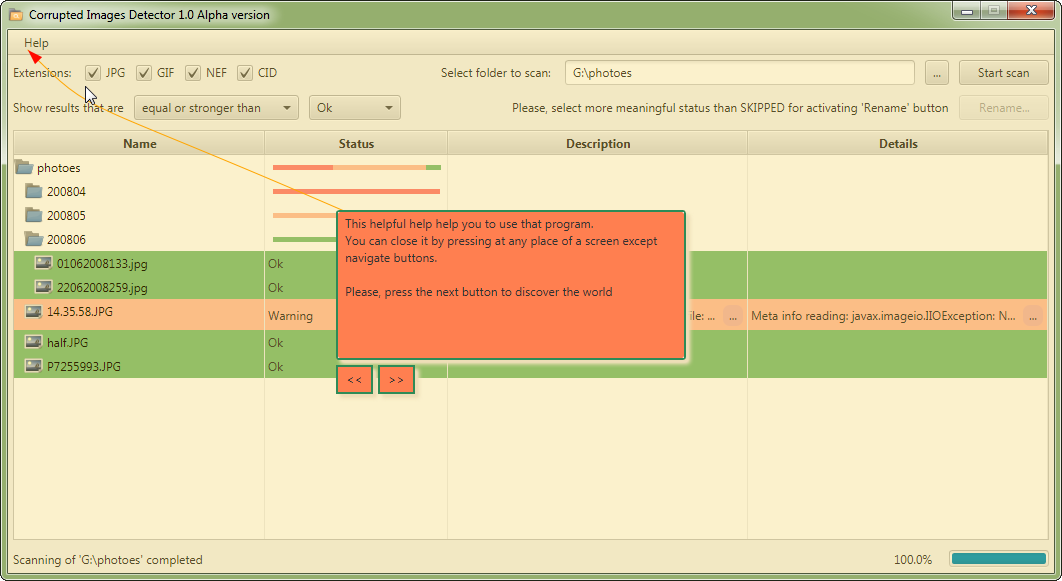 Corrupted Images Detector 1.0 Alpha version
Help
Extensions: JPG GIF NEF CID Select folder to scan: G:\photoes ... Start scan
Show results that are equal or stronger than Ok Please, select more meaningful status than SKIPPED for activating 'Rename' button Rename...
Name Status Description Details
photoes
200804
200805
200806
01062008133.jpg Ok
22062008259.jpg Ok
14.35.58.JPG Warning ile: ... ... Meta info reading: javax.imageio.IIOException: N... ...
half.JPG Ok
P7255993.JPG Ok
This helpful help help you to use that program.
You can close it by pressing at any place of a screen except
navigate buttons.
Please, press the next button to discover the world
<< >>
Scanning of 'G:\photoes' completed 100.0%